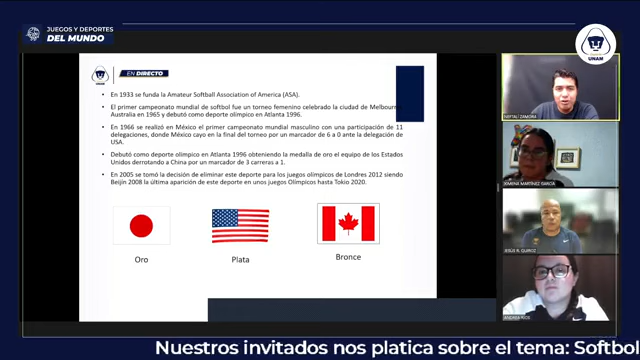 JUEGOS Y DEPORTES
DEL MUNDO
UNAM
EN DIRECTO
• En 1933 se funda la Amateur Softball Association of America (ASA).
• El primer campeonato mundial de softbol fue un torneo femenino celebrado la ciudad de Melbourn
Australia en 1965 y debutó como deporte olímpico en Atlanta 1996.
• En 1966 se realizó en México el primer campeonato mundial masculino con una participación de 11
delegaciones, donde México cayo en la final del torneo por un marcador de 6 a 0 ante la delegación de
USA.
• Debutó como deporte olímpico en Atlanta 1996 obteniendo la medalla de oro el equipo de los Estados
Unidos derrotando a China por un marcador de 3 carreras a 1.
• En 2005 se tomó la decisión de eliminar este deporte para los juegos olímpicos de Londres 2012 siendo
Beijín 2008 la última aparición de este deporte en unos juegos Olímpicos hasta Tokio 2020.
Oro
Plata
Bronce
NEFTALI ZAMORA
XIMENA MARTÍNEZ GARCÍA
JESÚS R. QUIROZ
UNAM
Nuestros invitados nos platica sobre el tema: Softbol